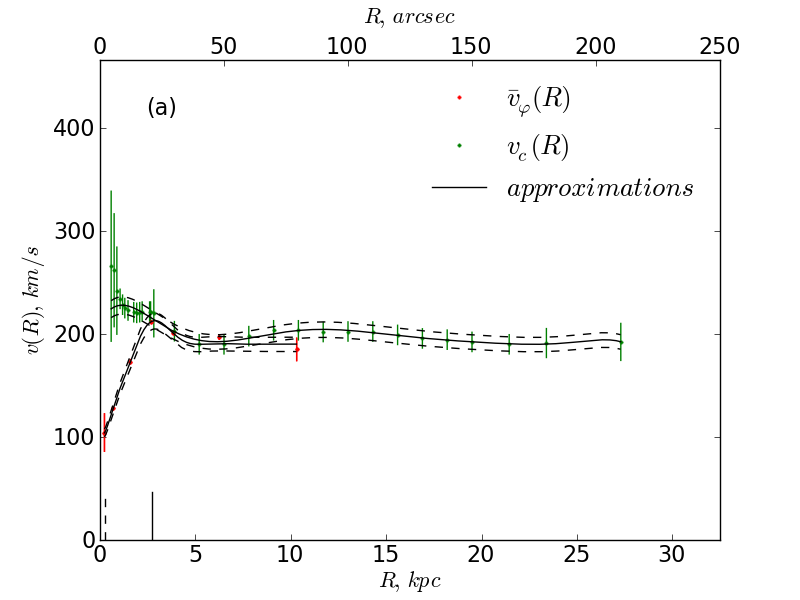 R, arcsec
0 50 100 150 200 250
(a)
v̄φ(R)
vc(R)
approximations
400
300
200
100
0
v(R), km/s
0 5 10 15 20 25 30
R, kpc